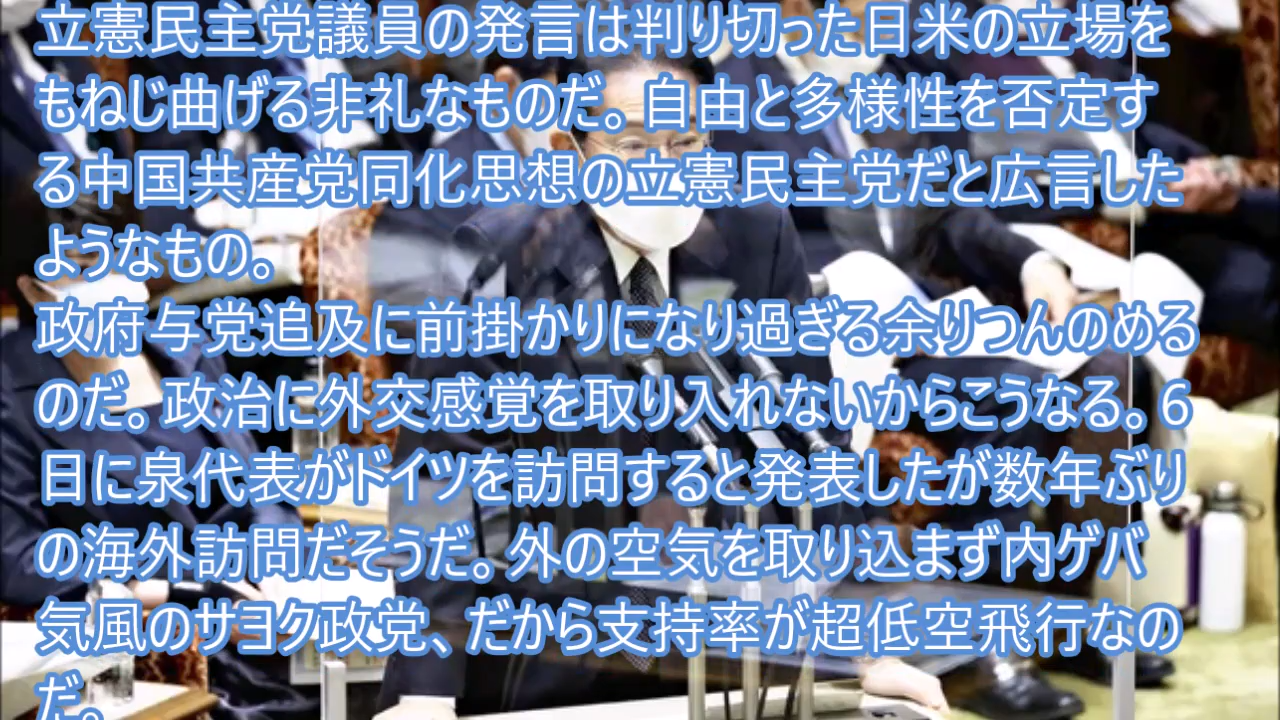 立憲民主党議員の発言は判り切った日米の立場を
もねじ曲げる非礼なものだ。自由と多様性を否定す
る中国共産党同化思想の立憲民主党だと広言した
ようなもの。
政府与党追及に前掛かりになり過ぎる余りつんのめる
のだ。政治に外交感覚を取り入れないからこうなる。6
日に泉代表がドイツを訪問すると発表したが数年ぶり
の海外訪問だそうだ。外の空気を取り込まず内ゲバ
気風のサヨク政党、だから支持率が超低空飛行なの
だ。